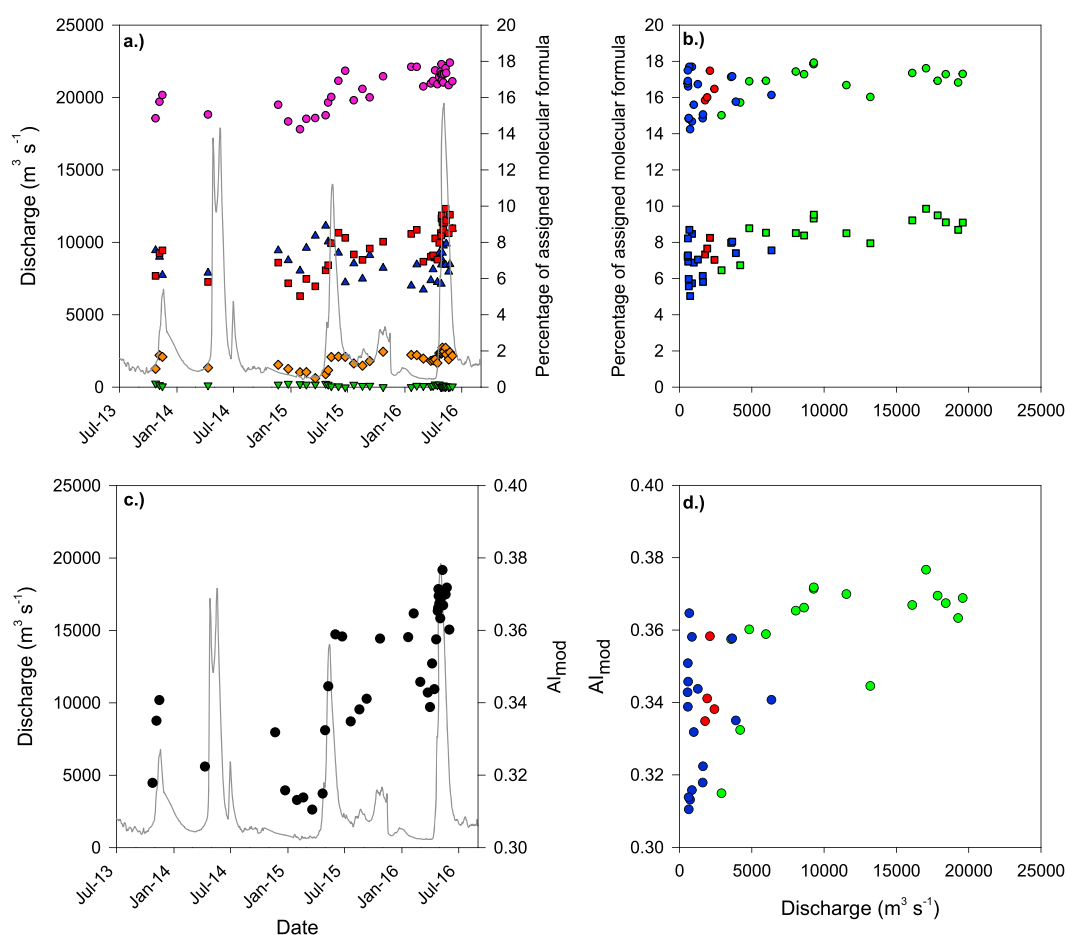 a.)
25000
20000
15000
10000
5000
0
Discharge (m³ s⁻¹)
20
18
16
14
12
10
8
6
4
2
0
Percentage of assigned molecular formula
Jul-13
Jan-14
Jul-14
Jan-15
Jul-15
Jan-16
Jul-16
b.)
20
18
16
14
12
10
8
6
4
2
0
Percentage of assigned molecular formula
0
5000
10000
15000
20000
25000
c.)
25000
20000
15000
10000
5000
0
Discharge (m³ s⁻¹)
0.40
0.38
0.36
0.34
0.32
0.30
AImod
Jul-13
Jan-14
Jul-14
Jan-15
Jul-15
Jan-16
Jul-16
Date
d.)
0.40
0.38
0.36
0.34
0.32
0.30
AImod
0
5000
10000
15000
20000
25000
Discharge (m³ s⁻¹)